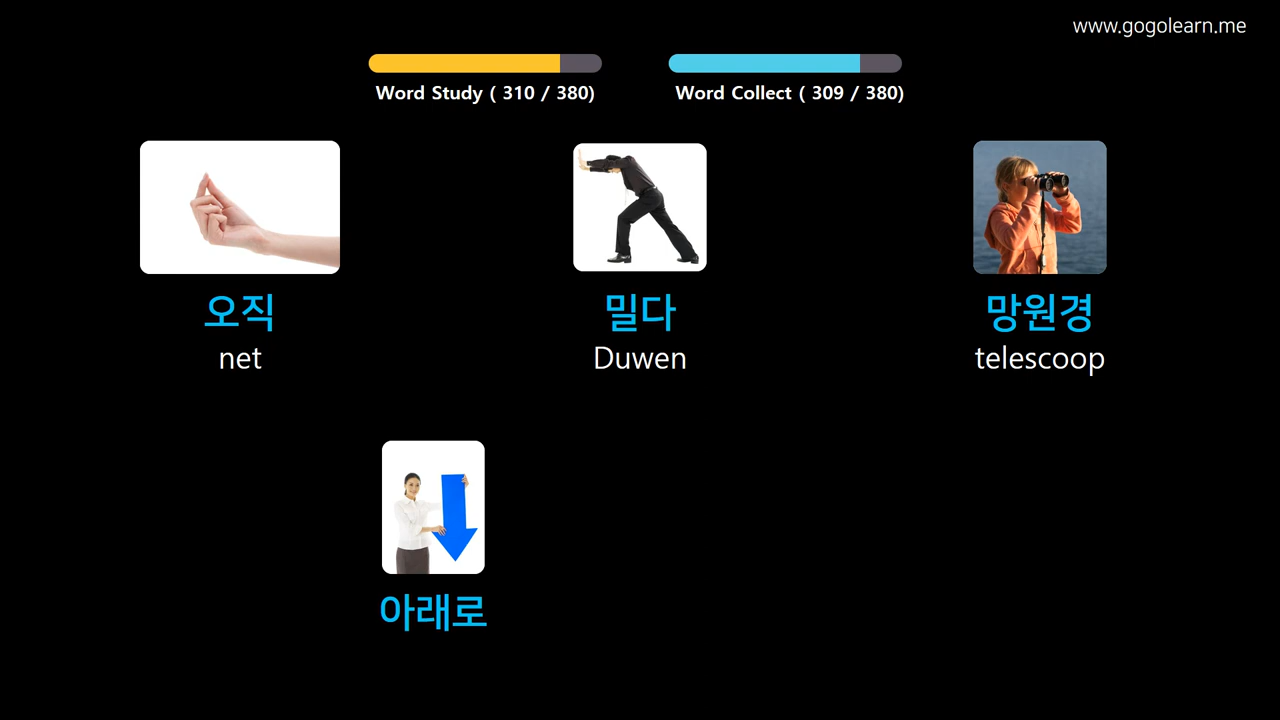 www.gogolearn.me
Word Study ( 310 / 380)
Word Collect ( 309 / 380)
오직
net
밀다
Duwen
망원경
telescoop
아래로